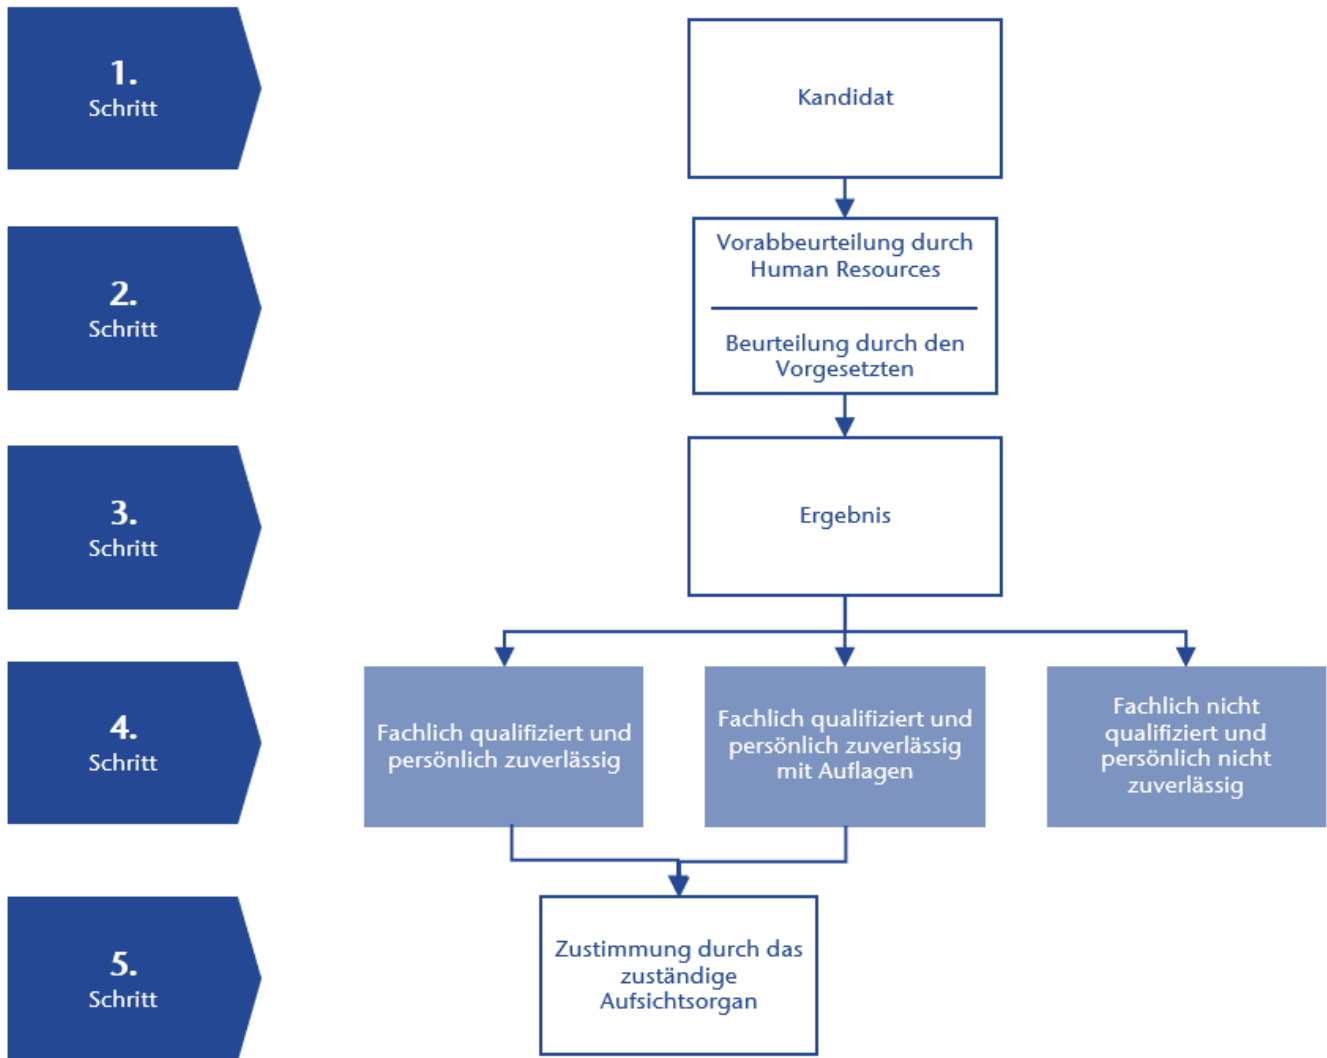 1.
Schritt
Kandidat
2.
Schritt
Vorabbeurteilung durch
Human Resources
Beurteilung durch den
Vorgesetzten
3.
Schritt
Ergebnis
4.
Schritt
Fachlich qualifiziert und
persönlich zuverlässig
Fachlich qualifiziert und
persönlich zuverlässig
mit Auflagen
Fachlich nicht
qualifiziert und
persönlich nicht
zuverlässig
5.
Schritt
Zustimmung durch das
zuständige
Aufsichtsorgan